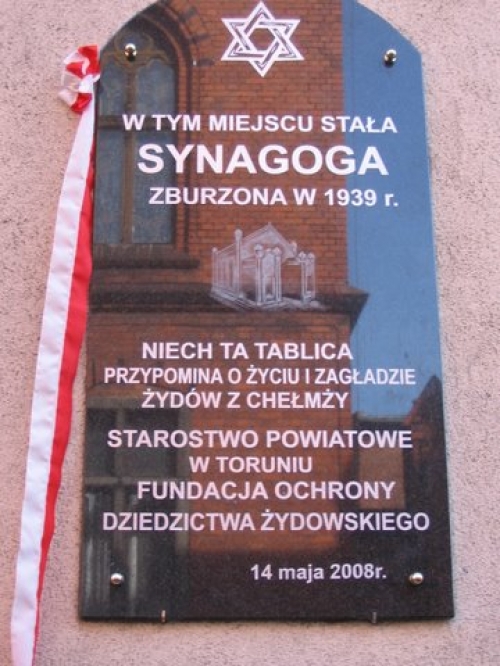 W TYM MIEJSCU STAŁA
SYNAGOGA
ZBURZONA W 1939 r.
NIECH TA TABLICA
PRZYPOMINA O ŻYCIU I ZAGŁADZIE
ŻYDÓW Z CHEŁMŻY
STAROSTWO POWIATOWE
W TORUNIU
FUNDACJA OCHRONY
DZIEDZICTWA ŻYDOWSKIEGO
14 maja 2008r.